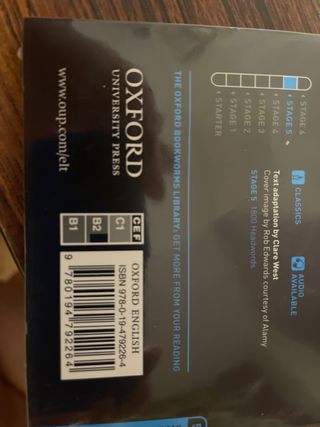 CLASSICS
AUDIO
AVAILABLE
STAGE 6
STAGE 5
STAGE 4
STAGE 3
STAGE 2
STAGE 1
STARTER
Text adaptation by Clare West
Cover image by Rob Edwards courtesy of Alamy
STAGE 5 1800 Headwords
THE OXFORD BOOKWORMS LIBRARY: GET MORE FROM YOUR READING
OXFORD
UNIVERSITY PRESS
www.oup.com/elt
CEF
C1
B2
B1
OXFORD ENGLISH
ISBN 978-0-19-479226-4
9 780194 792264